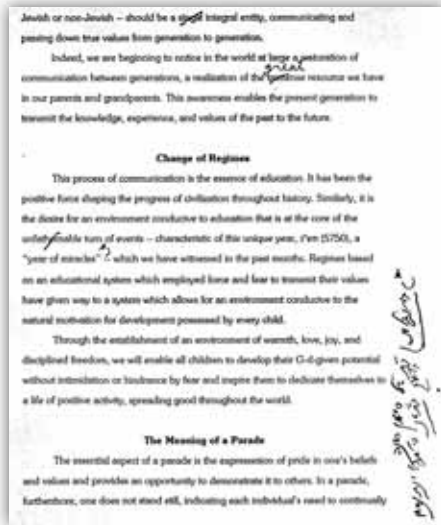 Jewish or non-Jewish – should be a integral entity, communicating and
passing down true values from generation to generation.
Indeed, we are beginning to notice in the world at large a restoration of
great
communication between generations, a realization of the resource we have
in our parents and grandparents. This awareness enables the present generation to
transmit the knowledge, experience, and values of the past to the future.
Change of Regimes
This process of communication is the essence of education. It has been the
positive force shaping the progress of civilization throughout history. Similarly, it is
the desire for an environment conductive to education that is at the core of the
turn of events – characteristic of this unique year, (5750), a
"year of miracles" which we have witnessed in the past months. Regimes based
on an educational system which employed force and fear to transmit their values
have given way to a system which allows for an environment conductive to the
natural motivation for development possessed by every child.
Through the establishment of an environment of warmth, love, joy, and
disciplined freedom, we will enable all children to develop their G-d-given potential
without intimidation or hindrance by fear and inspire them to dedicate themselves to
a life of positive activity, spreading good throughout the world.
The Meaning of a Parade
The essential aspect of a parade is the expression of pride in one's beliefs
and values and provides an opportunity to demonstrate it to others. In a parade,
furthermore, one does not stand still, indicating each individual's need to continually